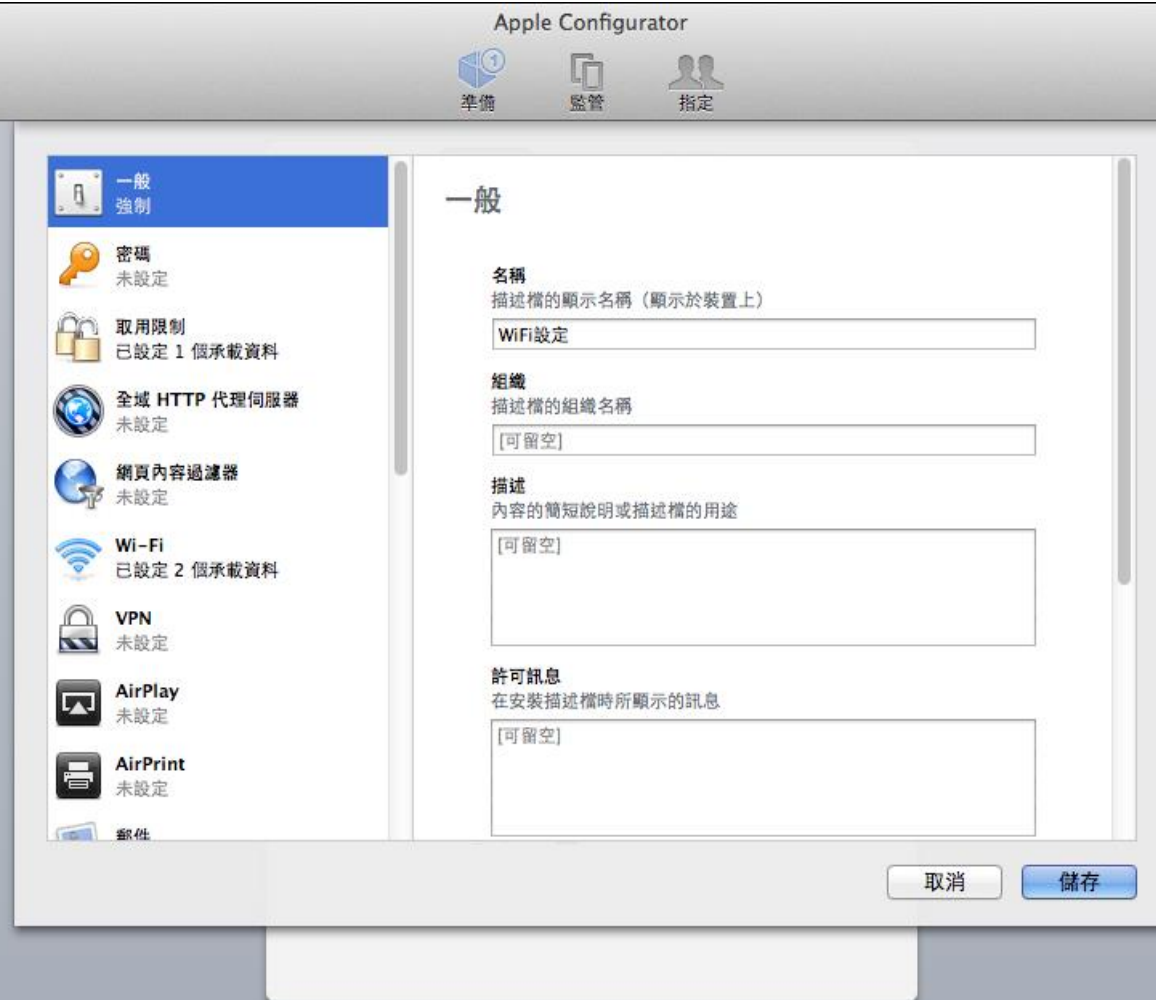 Apple Configurator
1
準備
監管
指定
一般
強制
密碼
未設定
取用限制
已設定 1 個承載資料
全域 HTTP 代理伺服器
未設定
網頁內容過濾器
未設定
Wi-Fi
已設定 2 個承載資料
VPN
未設定
AirPlay
未設定
AirPrint
未設定
郵件
一般
名稱
描述檔的顯示名稱（顯示於裝置上）
WiFi設定
組織
描述檔的組織名稱
[可留空]
描述
內容的簡短說明或描述檔的用途
[可留空]
許可訊息
在安裝描述檔時所顯示的訊息
[可留空]
取消
儲存